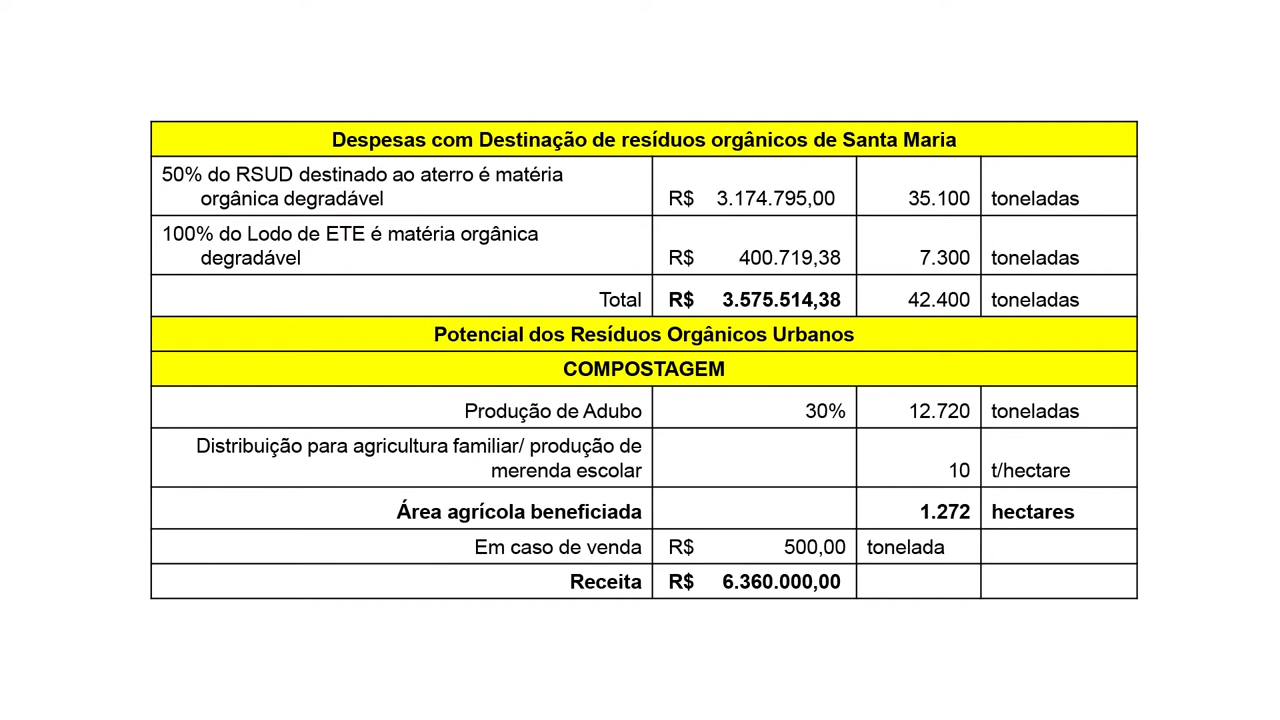 Despesas com Destinação de resíduos orgânicos de Santa Maria
50% do RSUD destinado ao aterro é matéria
orgânica degradável R$ 3.174.795,00 35.100 toneladas
100% do Lodo de ETE é matéria orgânica
degradável R$ 400.719,38 7.300 toneladas
Total R$ 3.575.514,38 42.400 toneladas
Potencial dos Resíduos Orgânicos Urbanos
COMPOSTAGEM
Produção de Adubo 30% 12.720 toneladas
Distribuição para agricultura familiar/ produção de
merenda escolar 10 t/hectare
Área agrícola beneficiada 1.272 hectares
Em caso de venda R$ 500,00 tonelada
Receita R$ 6.360.000,00